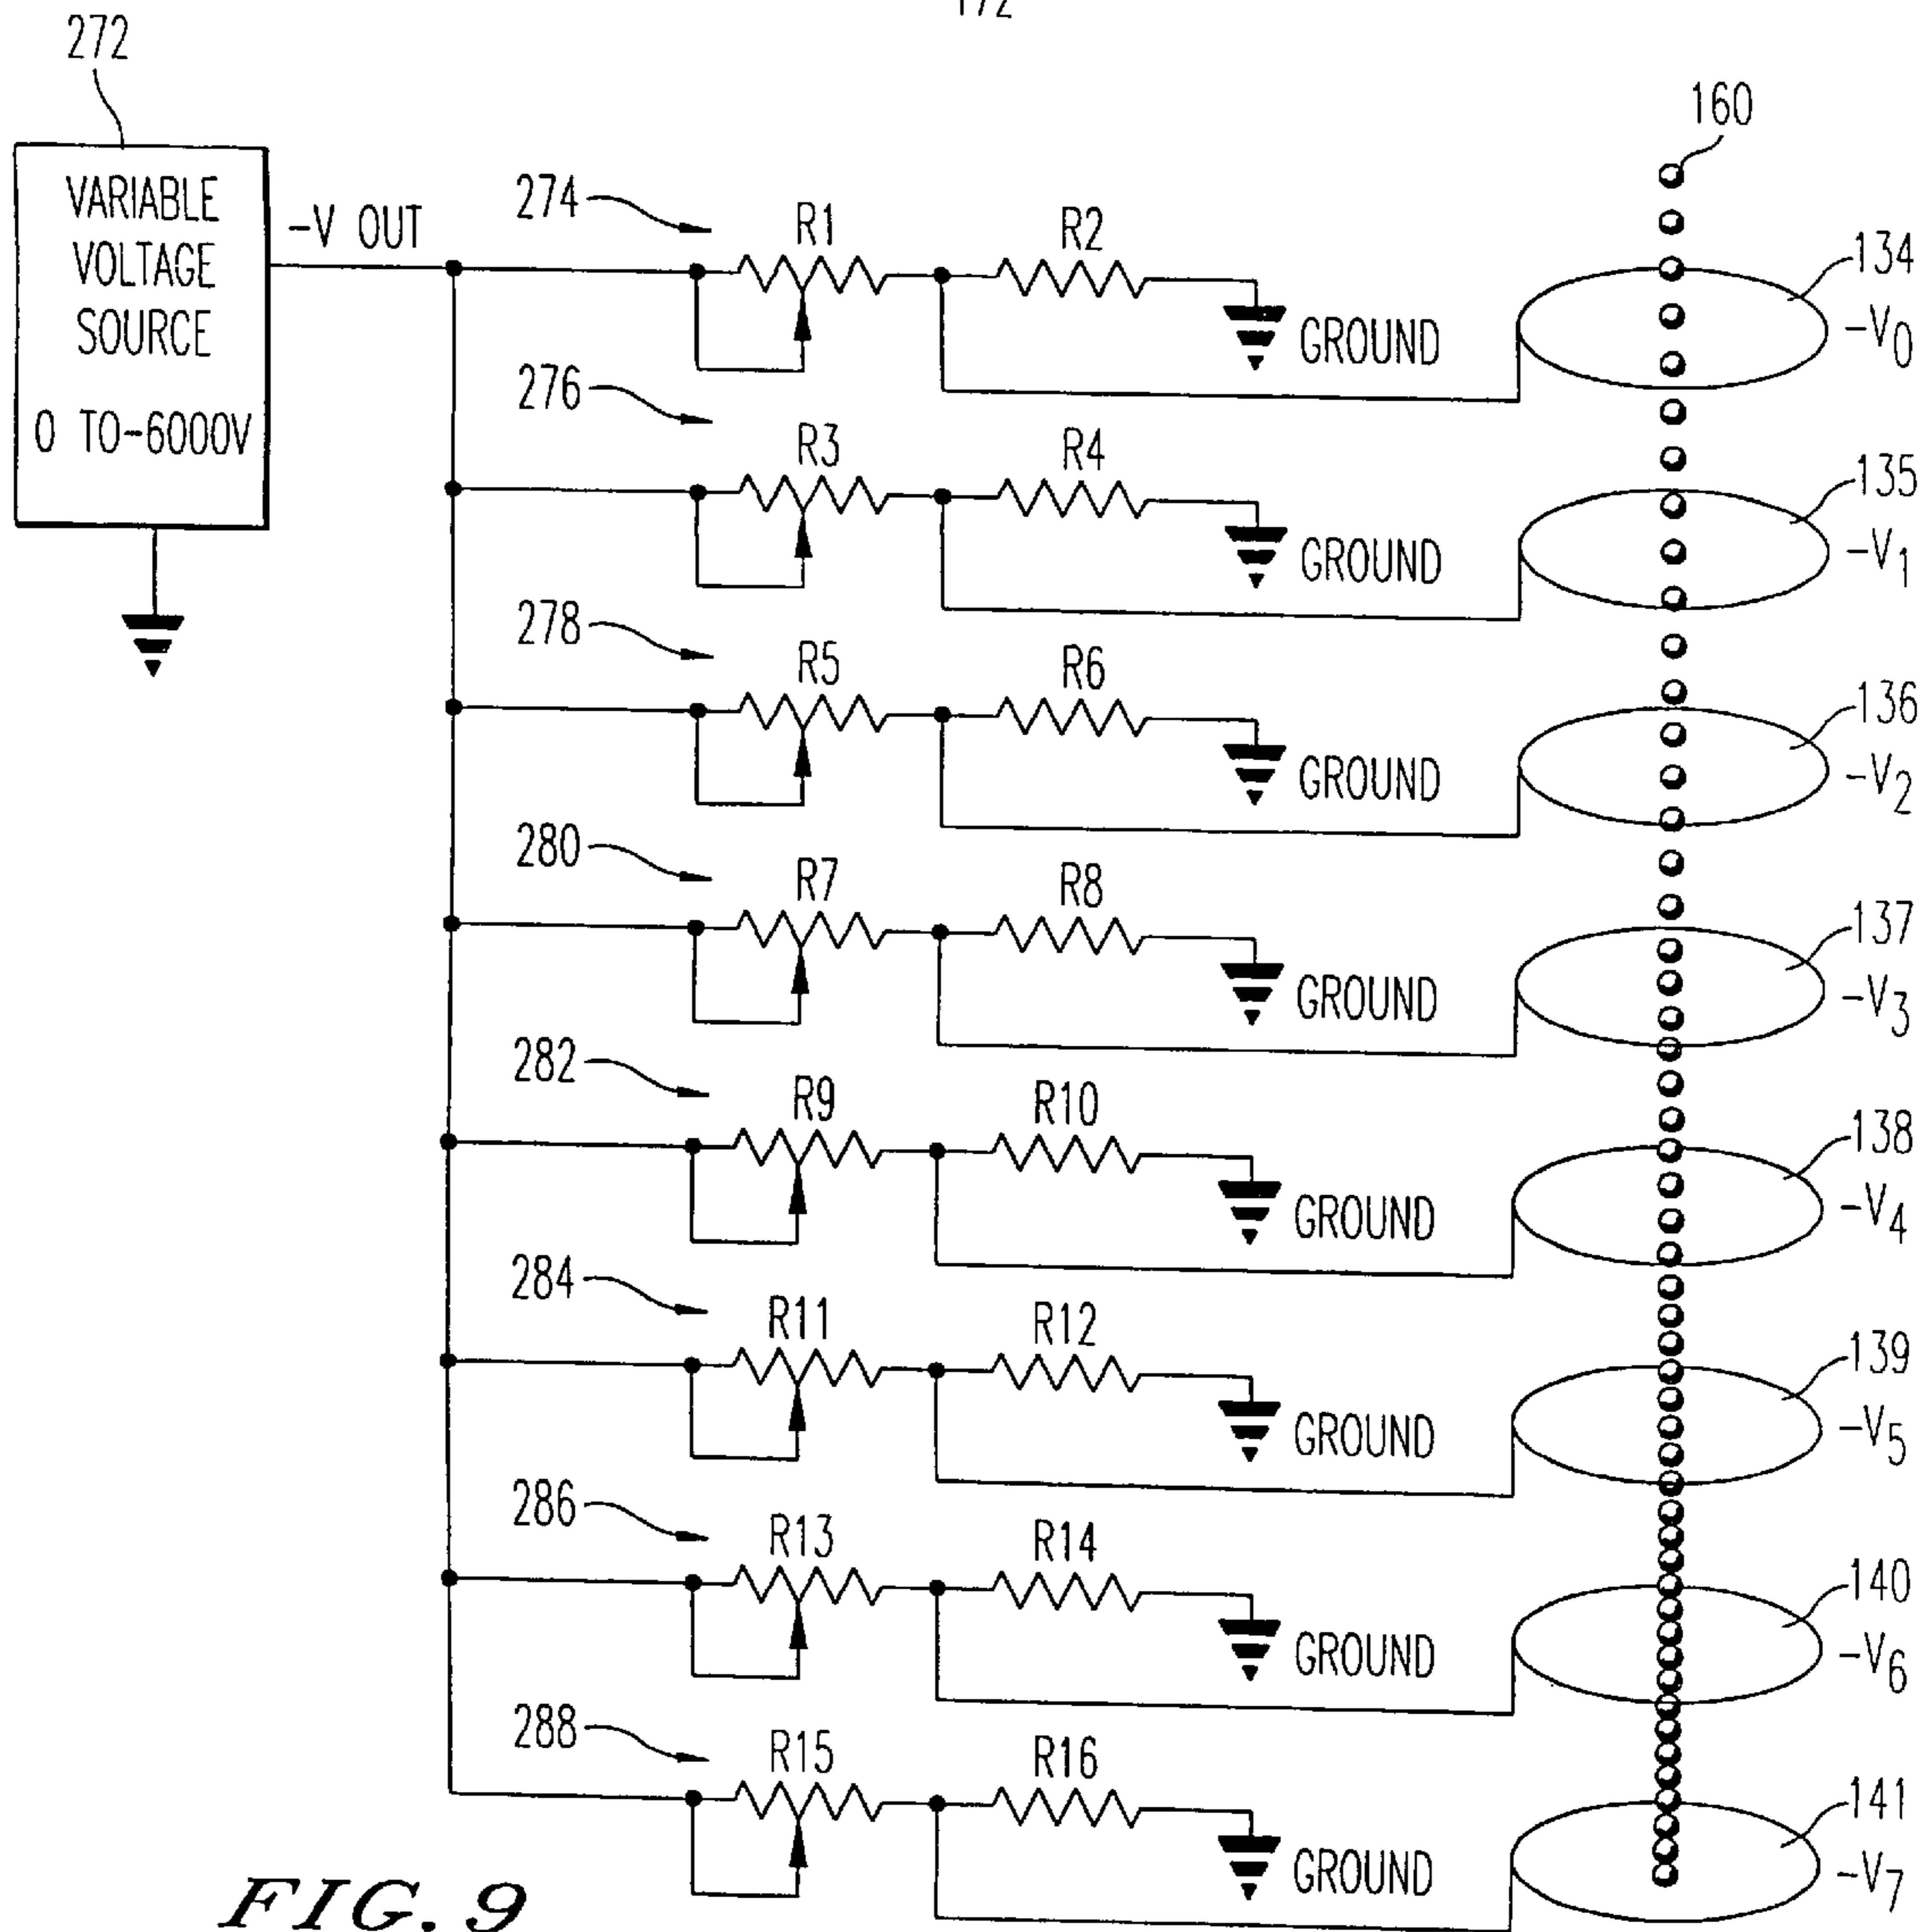 172
272
160
VARIABLE
VOLTAGE
SOURCE
0 TO-6000V
-V OUT
274
R1
R2
GROUND
134
-V0
276
R3
R4
GROUND
135
-V1
278
R5
R6
GROUND
136
-V2
280
R7
R8
GROUND
137
-V3
282
R9
R10
GROUND
138
-V4
284
R11
R12
GROUND
139
-V5
286
R13
R14
GROUND
140
-V6
288
R15
R16
GROUND
141
-V7
FIG. 9